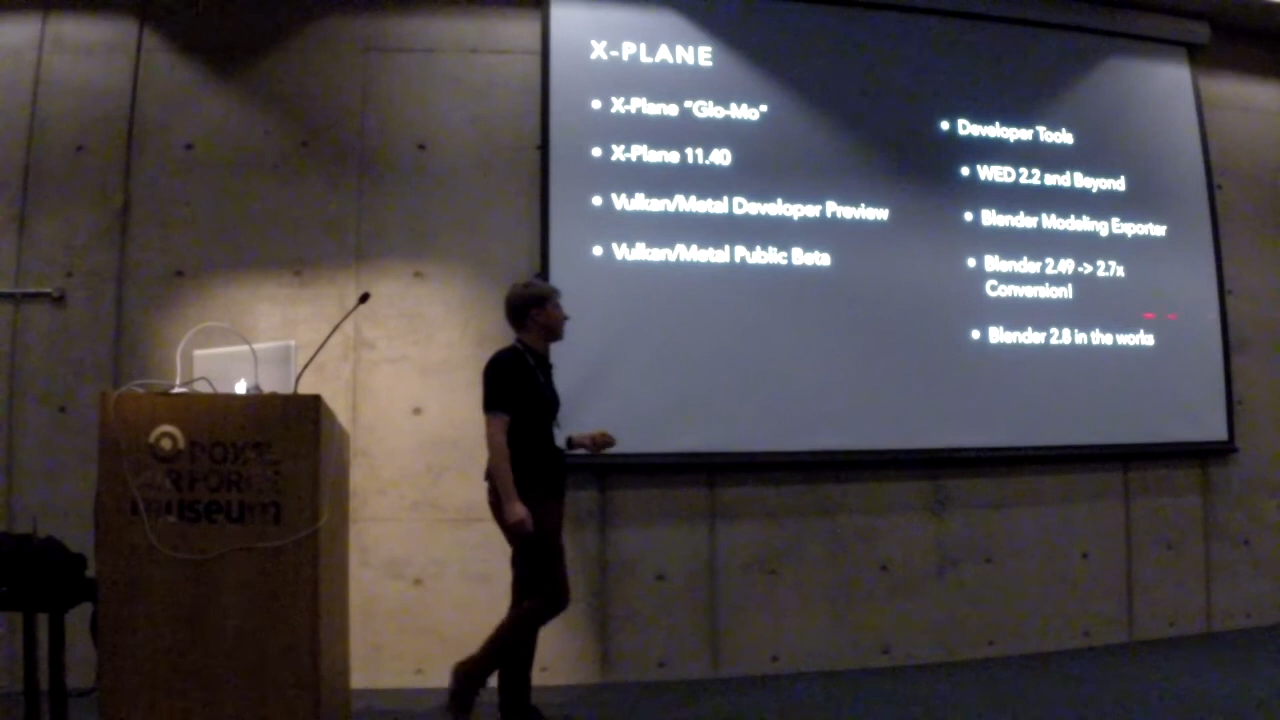 X-PLANE
• X-Plane "Glo-Mo"
• X-Plane 11.40
• Vulkan/Metal Developer Preview
• Vulkan/Metal Public Beta
• Developer Tools
• WED 2.2 and Beyond
• Blender Modeling Exporter
• Blender 2.49 -> 2.7x
Conversion!
• Blender 2.8 in the works
ROYAL
AIR FORCE
museum